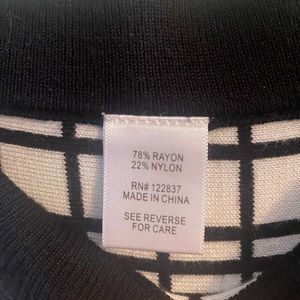 78% RAYON
22% NYLON
RN# 122837
MADE IN CHINA
SEE REVERSE
FOR CARE